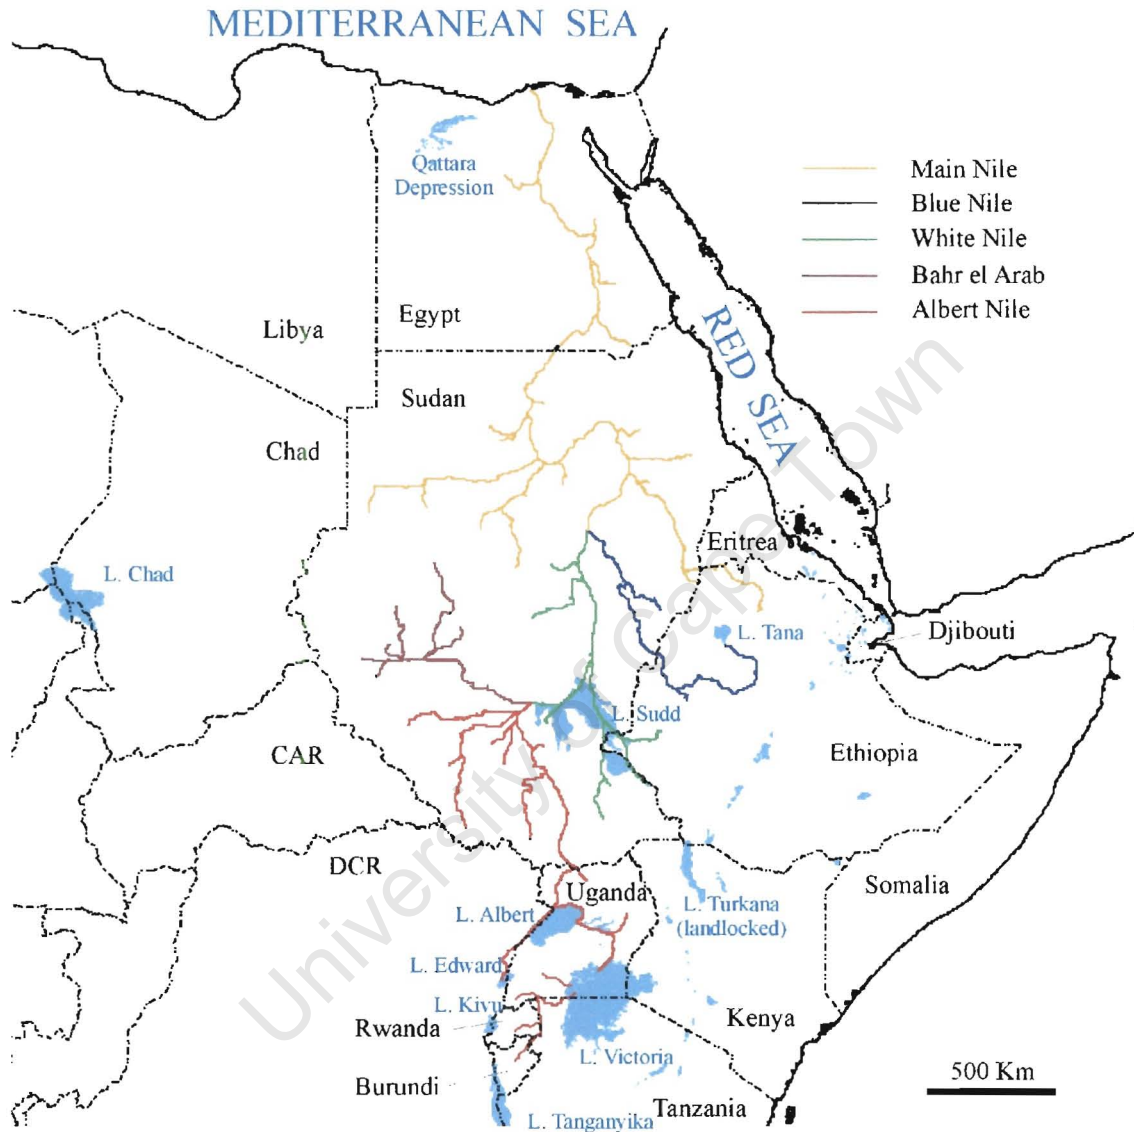 MEDITERRANEAN SEA
Qattara
Depression
Main Nile
Blue Nile
White Nile
Bahr el Arab
Albert Nile
Libya
Egypt
RED SEA
Sudan
Chad
Eritrea
L. Chad
L. Tana
Djibouti
L. Sudd
CAR
Ethiopia
DCR
Uganda
Somalia
L. Albert
L. Turkana
(landlocked)
L. Edward
L. Kivu
Rwanda
Kenya
L. Victoria
Burundi
500 Km
Tanzania
L. Tanganyika
University of Cape Town